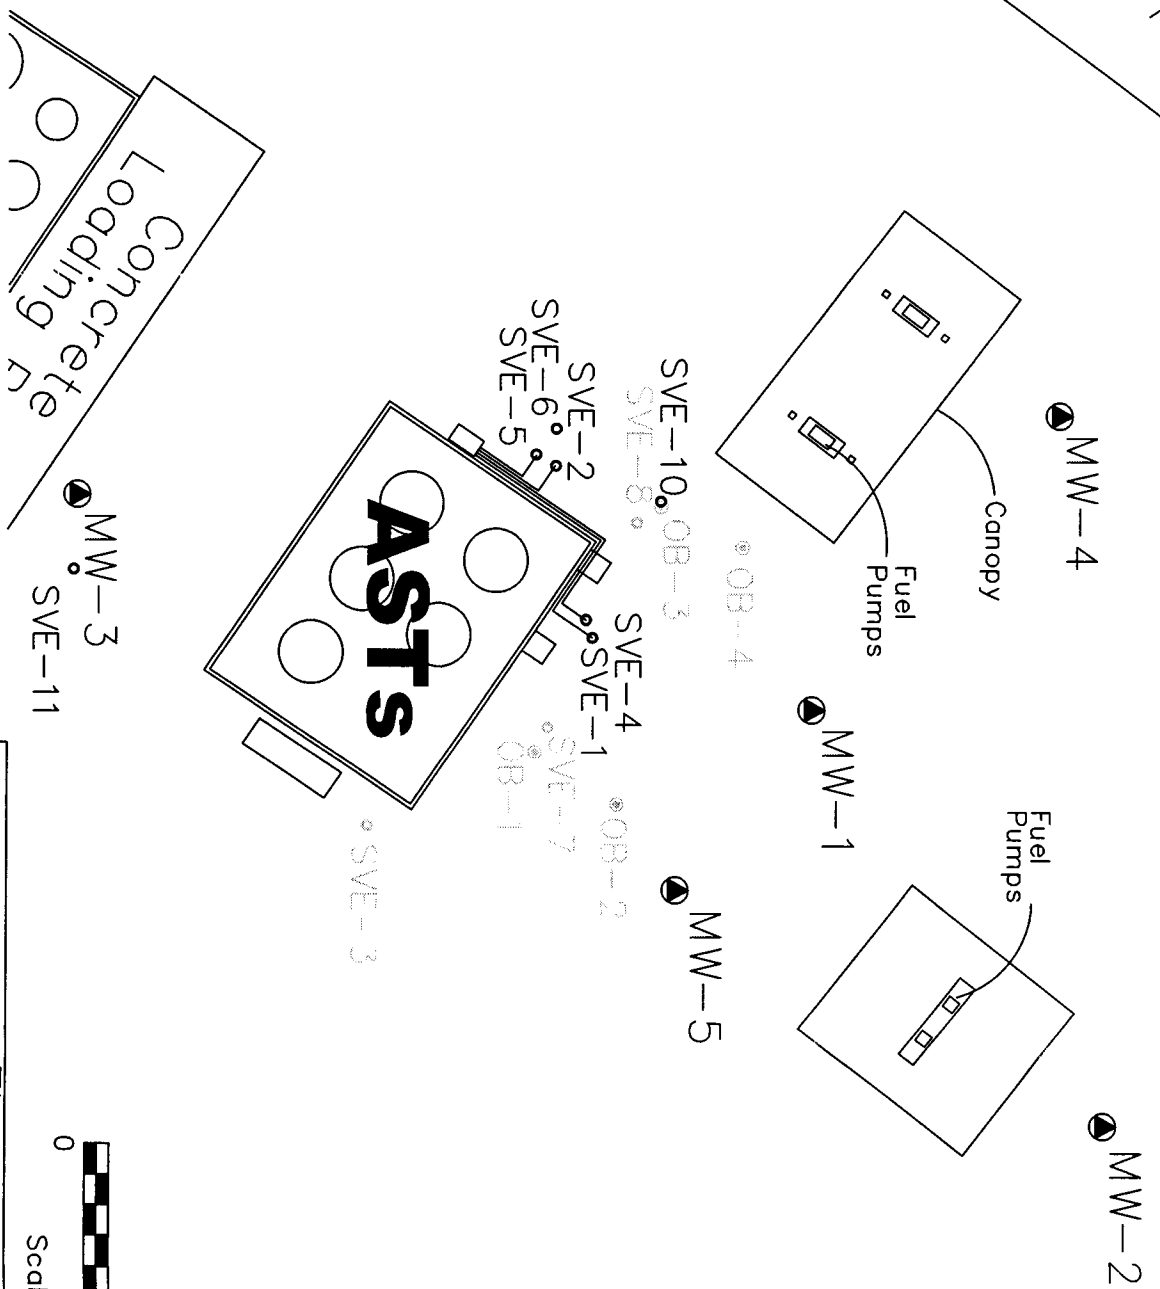 MW-4
Canopy
Fuel
Pumps
MW-1
Fuel
Pumps
MW-2
SVE-10
OB-3
OB-4
SVE-8
SVE-2
SVE-6
SVE-5
SVE-4
SVE-1
SVE-7
OB-1
OB-2
MW-5
ASTs
SVE-3
Concrete
Loading
MW-3
SVE-11
0